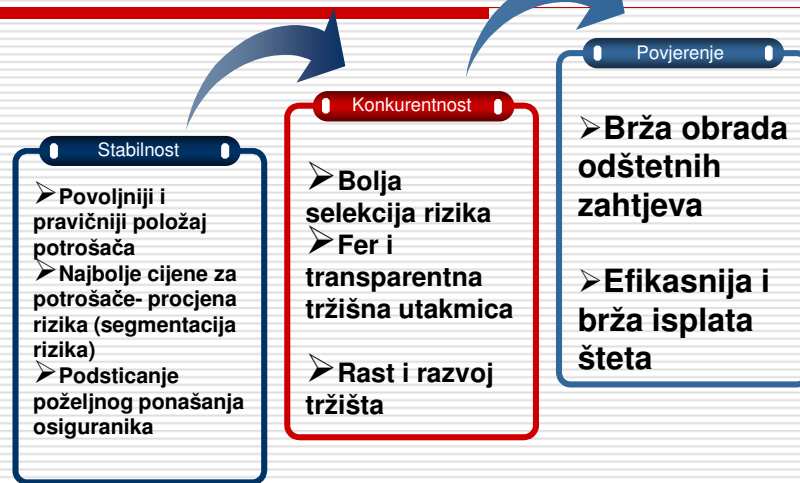 Stabilnost
➢Povoljniji i
pravičniji položaj
potrošača
➢Najbolje cijene za
potrošače- procjena
rizika (segmentacija
rizika)
➢Podsticanje
poželjnog ponašanja
osiguranika
Konkurentnost
➢Bolja
selekcija rizika
➢Fer i
transparentna
tržišna utakmica
➢Rast i razvoj
tržišta
Povjerenje
➢Brža obrada
odštetnih
zahtjeva
➢Efikasnija i
brža isplata
šteta